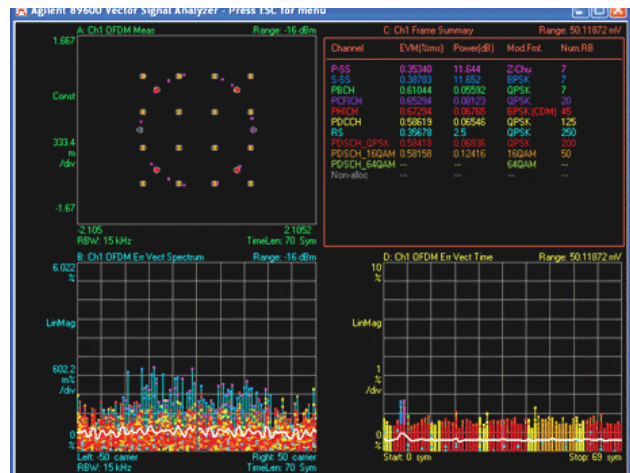 Agilent 89600 Vector Signal Analyzer - Press ESC for menu
A: Ch1 OFDM Meas Range: -16 dBm
1.667
Const
333.4
m
/div
-1.67
-2.105 2.1052
RBW: 15 kHz TimeLen: 70 Sym
C: Ch1 Frame Summary Range: 50.11872 mV
Channel EVM(%rms) Power(dB) Mod.Fmt. Num.RB
P-SS 0.35340 11.644 Z-Chu 7
S-SS 0.38783 11.652 BPSK 7
PBCH 0.61044 0.05592 QPSK 7
PCFICH 0.65294 0.08123 QPSK 20
PHICH 0.67294 0.06765 BPSK (CDM) 45
PDCCH 0.58619 0.06546 QPSK 125
RS 0.35678 2.5 QPSK 250
PDSCH_QPSK 0.58418 0.06836 QPSK 200
PDSCH_16QAM 0.58158 0.12416 16QAM 50
PDSCH_64QAM --- --- 64QAM ---
Non-alloc --- --- --- ---
B: Ch1 OFDM Err Vect Spectrum Range: -16 dBm
6.022
%
LinMag
602.2
m%
/div
0
%
Left: -50 carrier Right: 50 carrier
RBW: 15 kHz TimeLen: 70 Sym
D: Ch1 OFDM Err Vect Time Range: 50.11872 mV
10
%
LinMag
1
%
/div
0
%
Start: 0 sym Stop: 69 sym